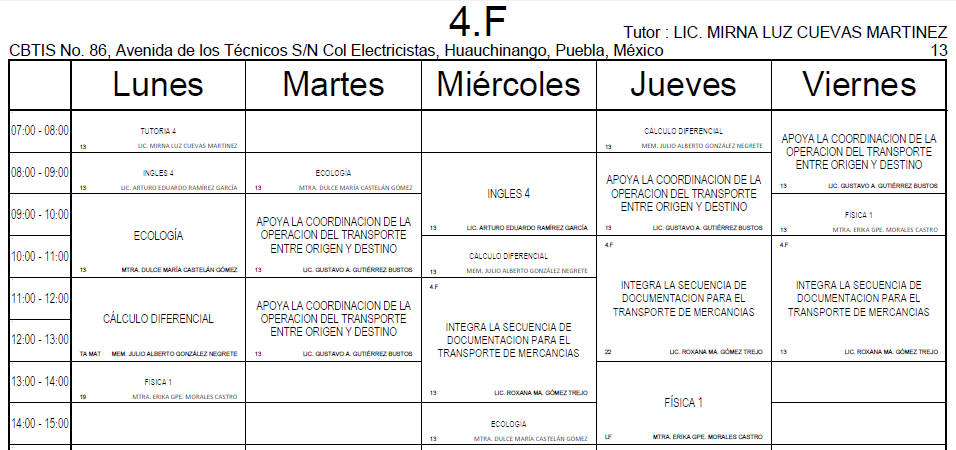 4.F
Tutor : LIC. MIRNA LUZ CUEVAS MARTINEZ
CBTIS No. 86, Avenida de los Técnicos S/N Col Electricistas, Huauchinango, Puebla, México 13
Lunes Martes Miércoles Jueves Viernes
07:00 - 08:00
08:00 - 09:00
09:00 - 10:00
10:00 - 11:00
11:00 - 12:00
12:00 - 13:00
13:00 - 14:00
14:00 - 15:00
TUTORIA 4
13 LIC. MIRNA LUZ CUEVAS MARTINEZ
INGLES 4
13 LIC. ARTURO EDUARDO RAMÍREZ GARCÍA
ECOLOGÍA
13 MTRA. DULCE MARÍA CASTELÁN GÓMEZ
CÁLCULO DIFERENCIAL
TA MAT MEM. JULIO ALBERTO GONZÁLEZ NEGRETE
FISICA 1
19 MTRA. ERIKA GPE. MORALES CASTRO
ECOLOGIA
13 MTRA. DULCE MARÍA CASTELÁN GÓMEZ
APOYA LA COORDINACION DE LA
OPERACION DEL TRANSPORTE
ENTRE ORIGEN Y DESTINO
13 LIC. GUSTAVO A. GUTIÉRREZ BUSTOS
APOYA LA COORDINACION DE LA
OPERACION DEL TRANSPORTE
ENTRE ORIGEN Y DESTINO
13 LIC. GUSTAVO A. GUTIÉRREZ BUSTOS
INGLES 4
13 LIC. ARTURO EDUARDO RAMÍREZ GARCÍA
CÁLCULO DIFERENCIAL
13 MEM. JULIO ALBERTO GONZÁLEZ NEGRETE
4.F
INTEGRA LA SECUENCIA DE
DOCUMENTACION PARA EL
TRANSPORTE DE MERCANCIAS
13 LIC. ROXANA MA. GÓMEZ TREJO
ECOLOGIA
13 MTRA. DULCE MARÍA CASTELÁN GÓMEZ
CÁLCULO DIFERENCIAL
13 MEM. JULIO ALBERTO GONZÁLEZ NEGRETE
APOYA LA COORDINACION DE LA
OPERACION DEL TRANSPORTE
ENTRE ORIGEN Y DESTINO
13 LIC. GUSTAVO A. GUTIÉRREZ BUSTOS
4.F
INTEGRA LA SECUENCIA DE
DOCUMENTACION PARA EL
TRANSPORTE DE MERCANCIAS
22 LIC. ROXANA MA. GÓMEZ TREJO
FÍSICA 1
LF MTRA. ERIKA GPE. MORALES CASTRO
APOYA LA COORDINACION DE LA
OPERACION DEL TRANSPORTE
ENTRE ORIGEN Y DESTINO
13 LIC. GUSTAVO A. GUTIÉRREZ BUSTOS
FÍSICA 1
13 MTRA. ERIKA GPE. MORALES CASTRO
4.F
INTEGRA LA SECUENCIA DE
DOCUMENTACION PARA EL
TRANSPORTE DE MERCANCIAS
13 LIC. ROXANA MA. GÓMEZ TREJO